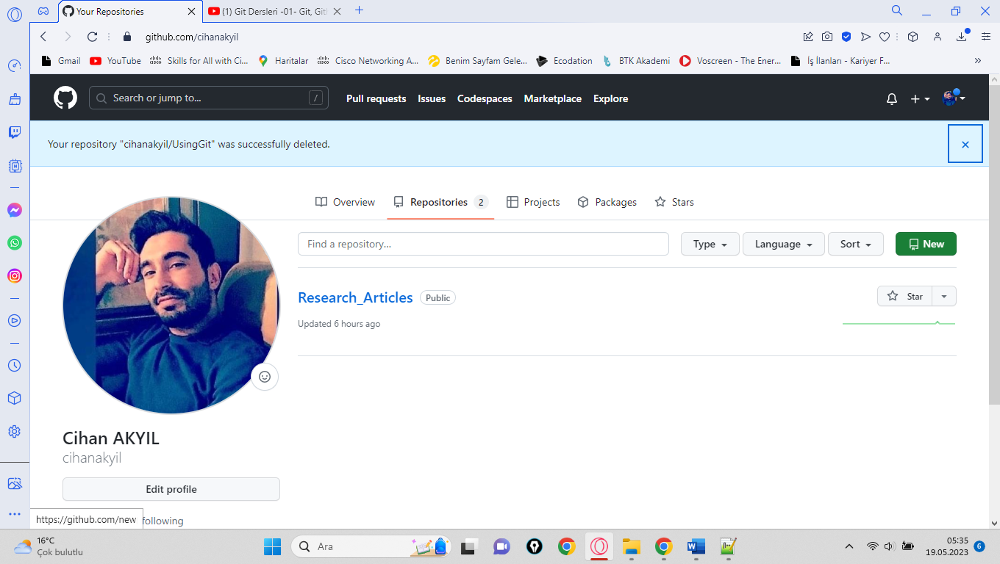 Your Repositories
(1) Git Dersleri -01- Git, Gitl
github.com/cihanakyil
Gmail
YouTube
Skills for All with Ci...
Haritalar
Cisco Networking A...
Benim Sayfam Gele...
Ecodation
BTK Akademi
Voscreen - The Ener...
İş İlanları - Kariyer F...
Search or jump to...
/
Pull requests
Issues
Codespaces
Marketplace
Explore
Your repository "cihanakyil/UsingGit" was successfully deleted.
Overview
Repositories 2
Projects
Packages
Stars
Find a repository...
Type
Language
Sort
New
Research_Articles
Public
Star
Updated 6 hours ago
Cihan AKYIL
cihanakyil
Edit profile
https://github.com/new
following
16°C
Çok bulutlu
Ara
05:35
19.05.2023
6